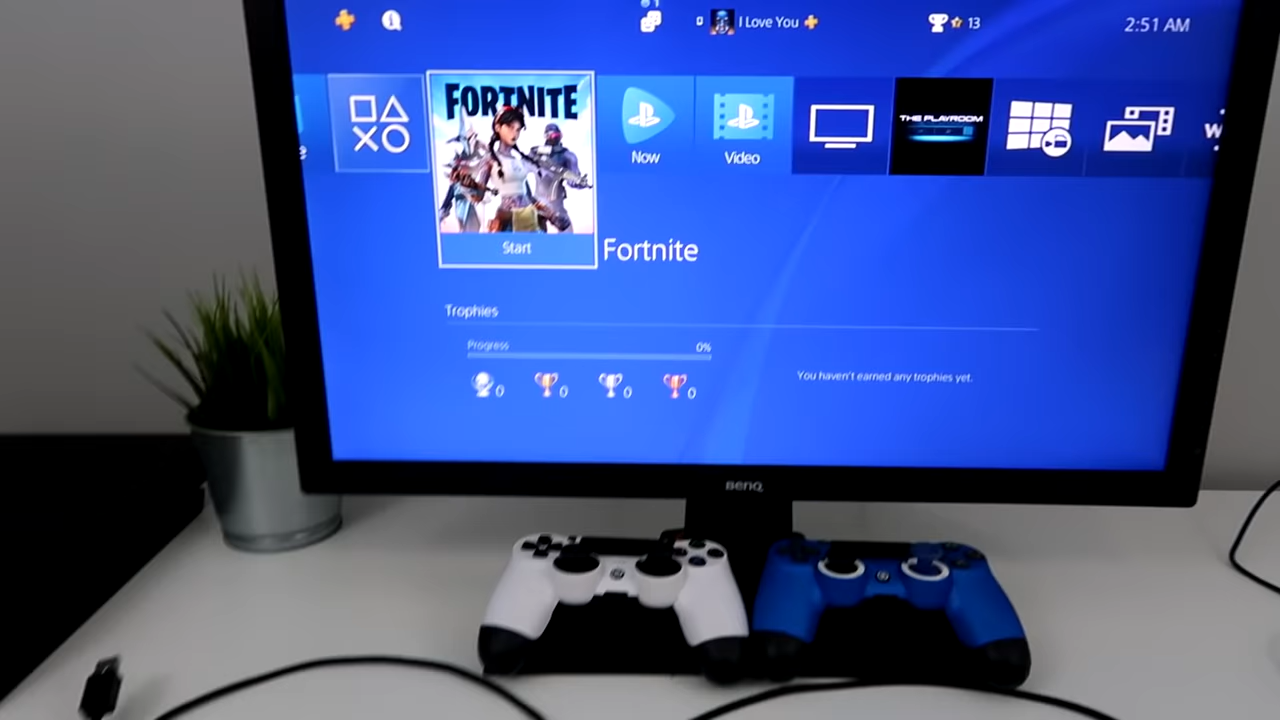 I Love You
13
2:51 AM
FORTNITE
THE PLAYROOM
Now
Video
Start
Fortnite
Trophies
Progress
0%
0
0
0
0
You haven't earned any trophies yet.
BenQ